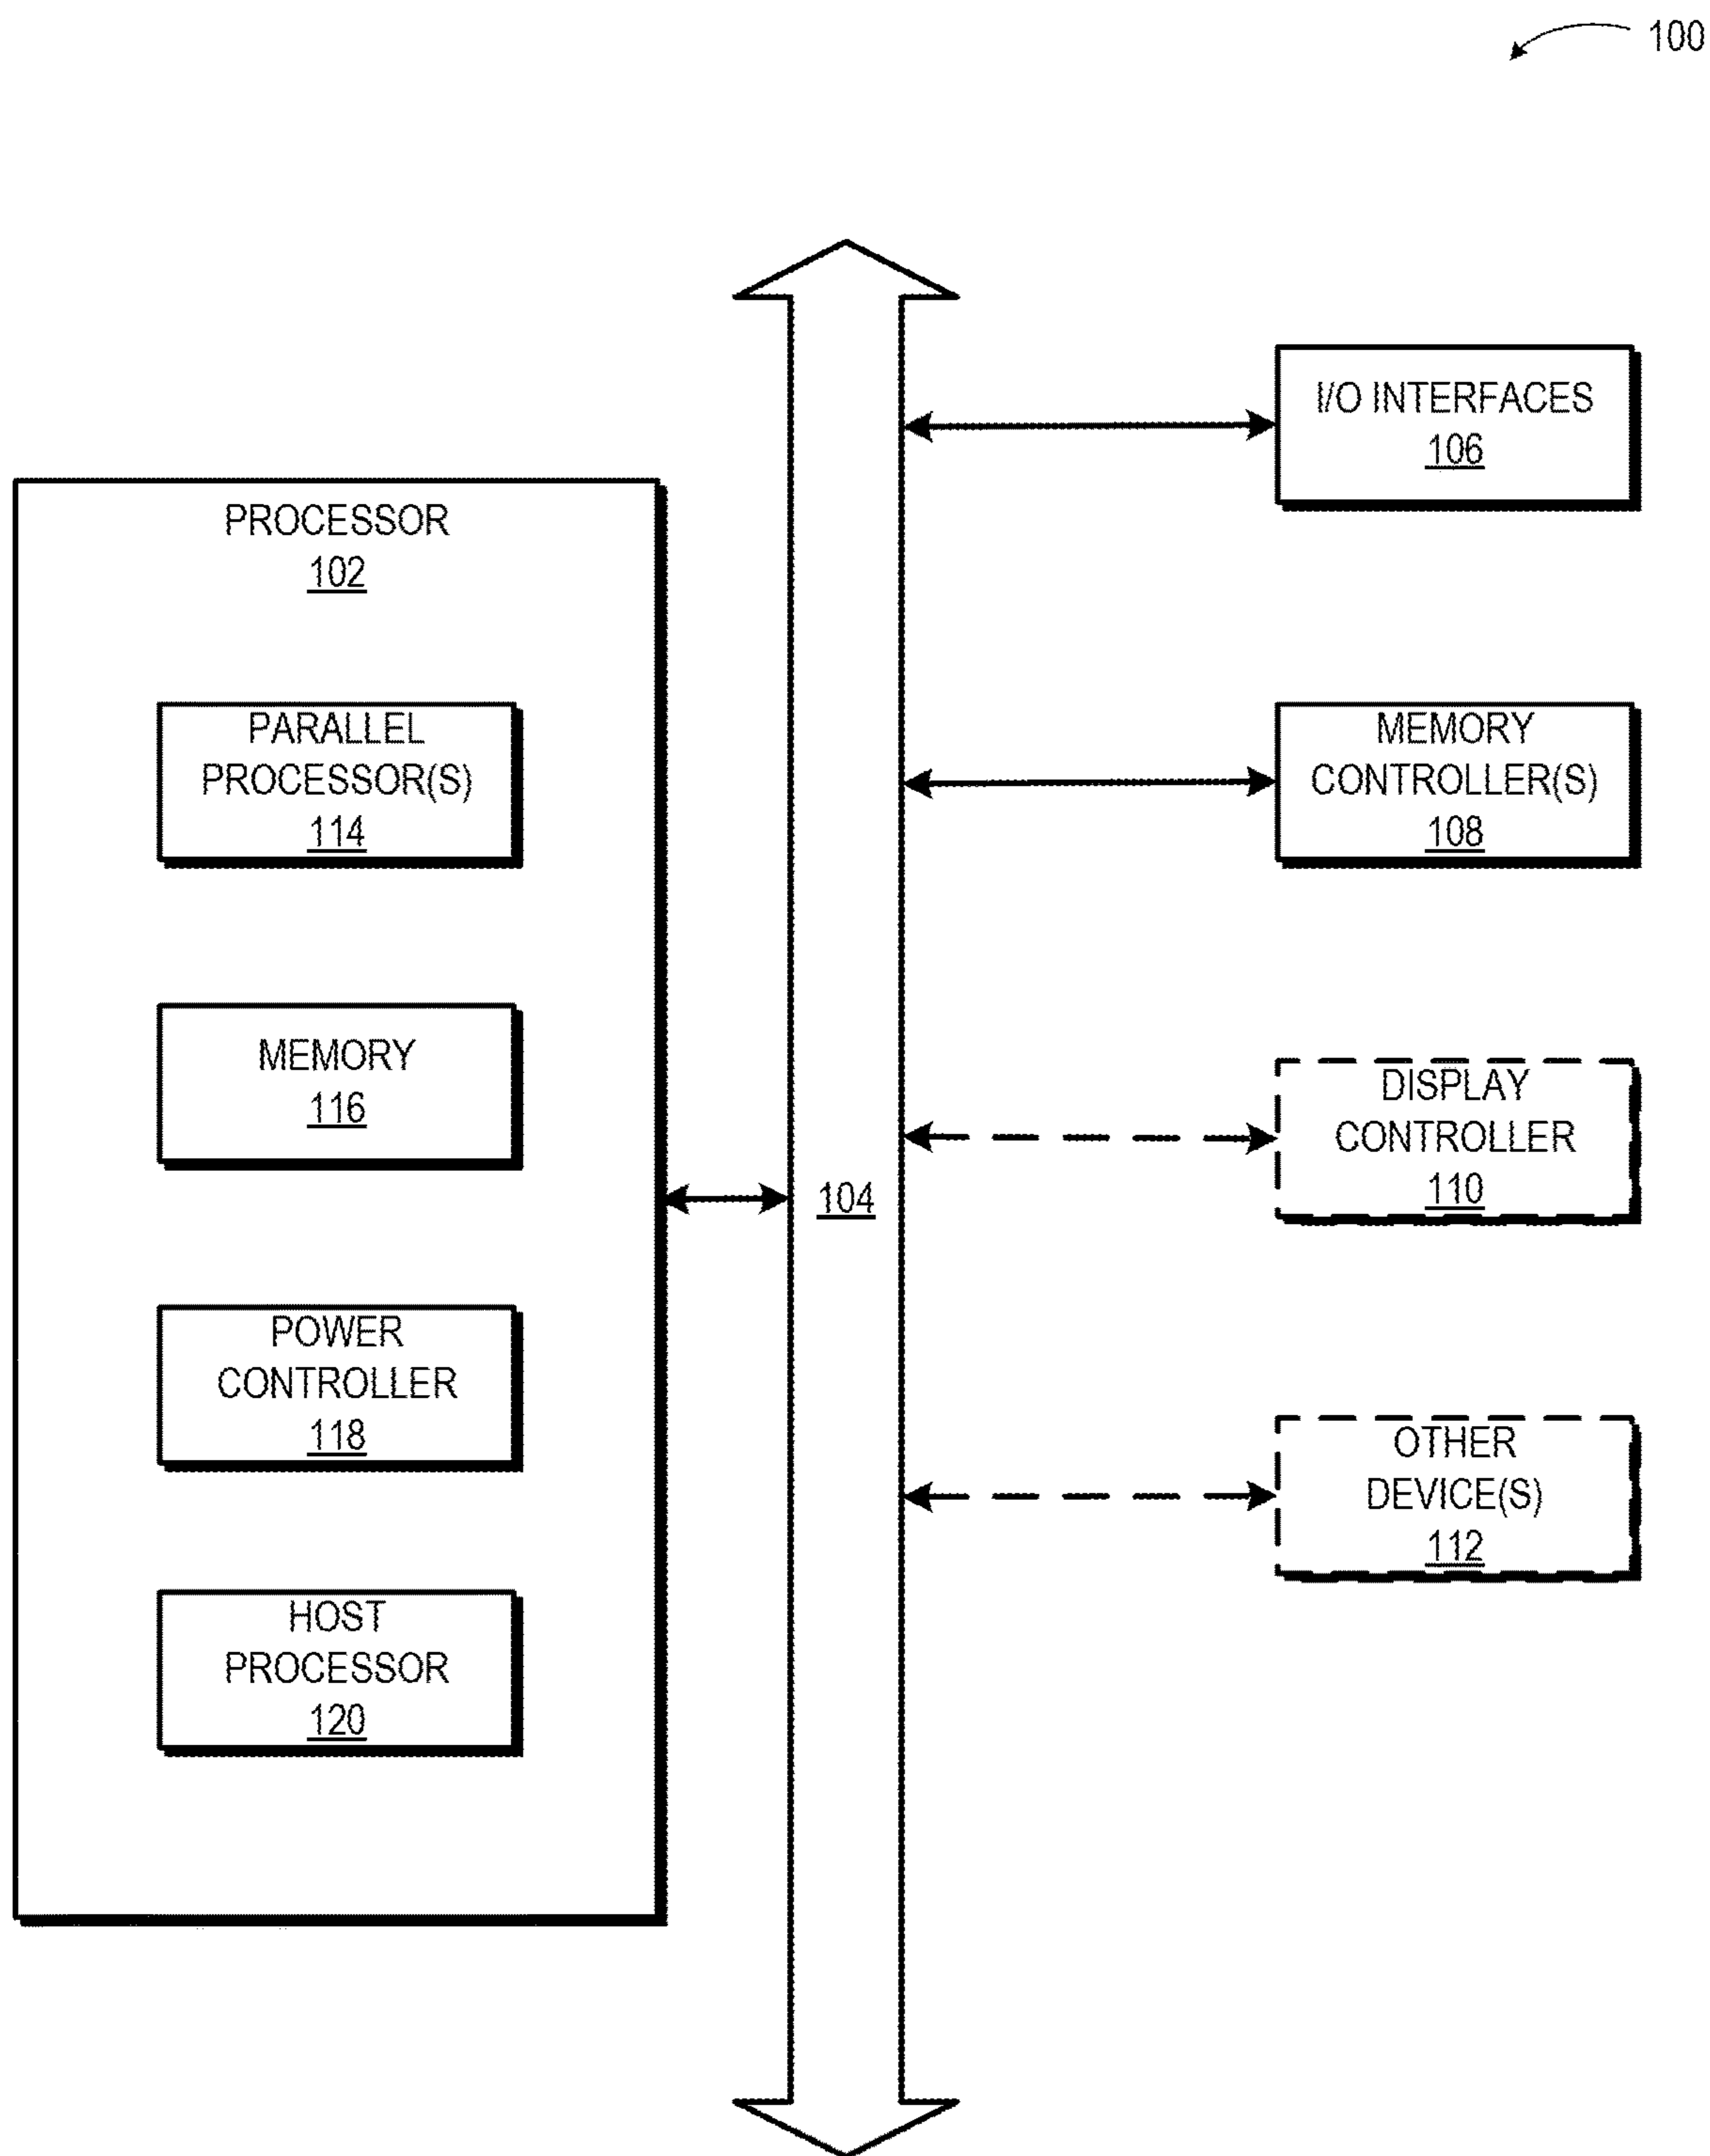 100
PROCESSOR
102
PARALLEL
PROCESSOR(S)
114
MEMORY
116
POWER
CONTROLLER
118
HOST
PROCESSOR
120
104
I/O INTERFACES
106
MEMORY
CONTROLLER(S)
108
DISPLAY
CONTROLLER
110
OTHER
DEVICE(S)
112